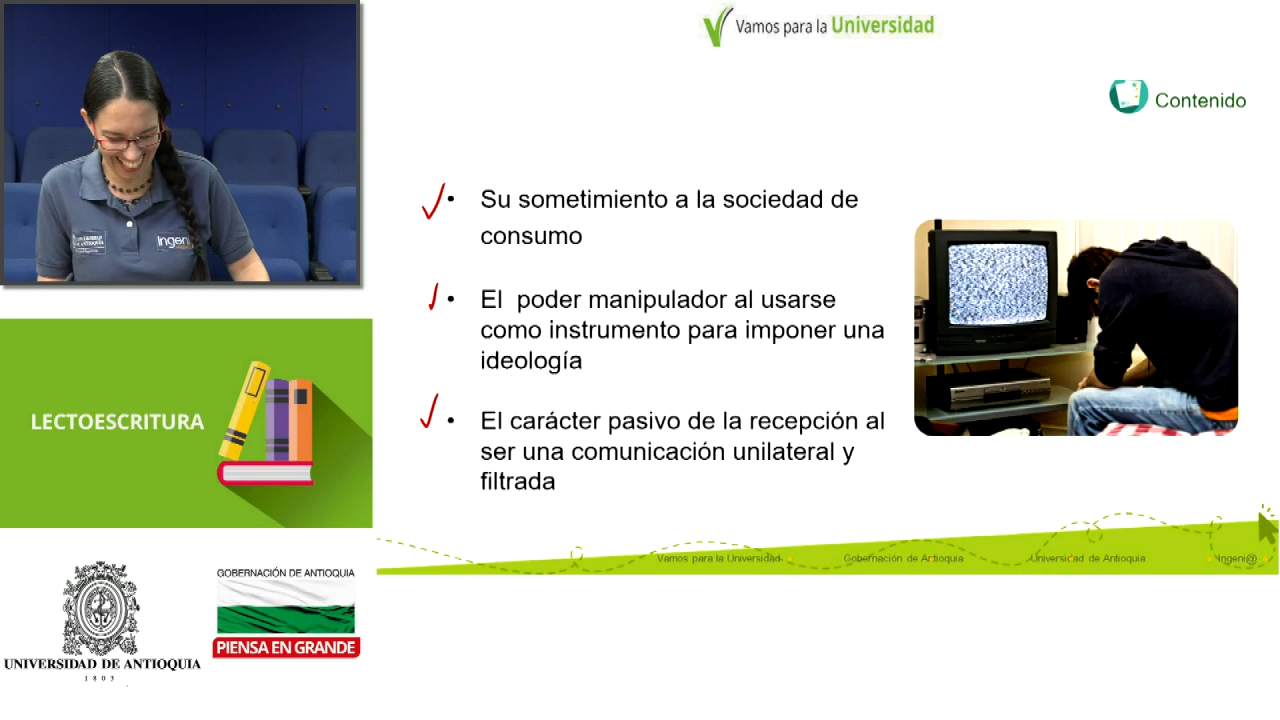 Vamos para la Universidad
Contenido
• Su sometimiento a la sociedad de
consumo
• El poder manipulador al usarse
como instrumento para imponer una
ideología
• El carácter pasivo de la recepción al
ser una comunicación unilateral y
filtrada
Vamos para la Universidad
Gobernación de Antioquia
Universidad de Antioquia
Ingeni@
Ingeni@
LECTOESCRITURA
UNIVERSIDAD DE ANTIOQUIA
1803
GOBERNACIÓN DE ANTIOQUIA
PIENSA EN GRANDE